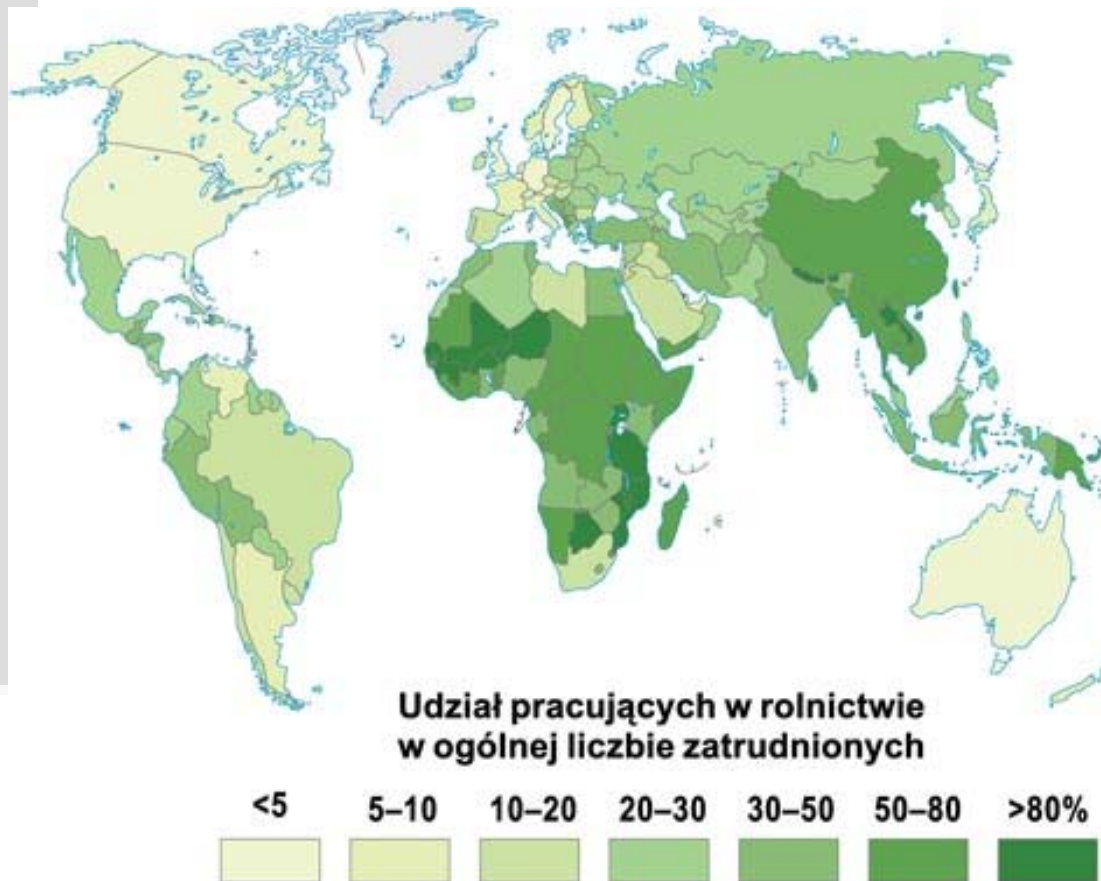 Udział pracujących w rolnictwie
w ogólnej liczbie zatrudnionych
<5 5–10 10–20 20–30 30–50 50–80 >80%